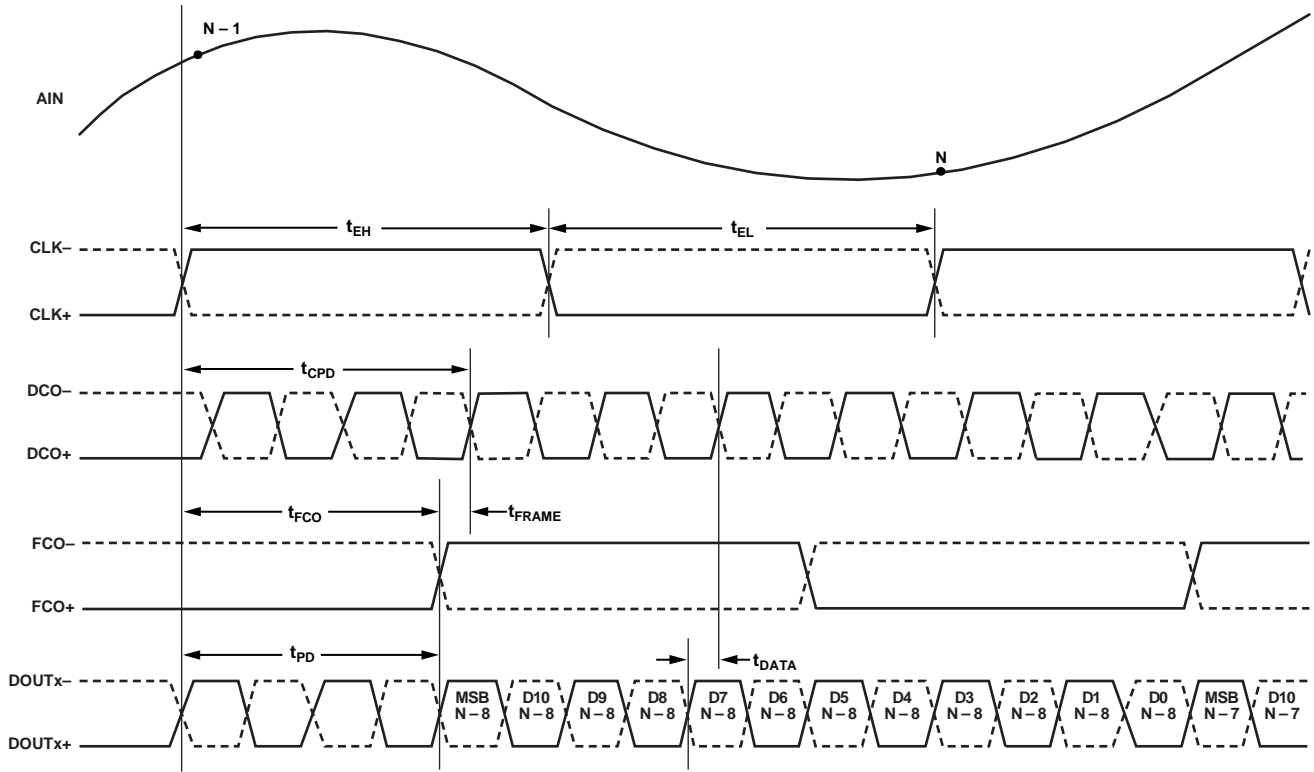 N – 1
AIN
N
tEH
tEL
CLK–
CLK+
tCPD
DCO–
DCO+
tFCO
tFRAME
FCO–
FCO+
tPD
tDATA
DOUTx–
MSB D10 D9 D8 D7 D6 D5 D4 D3 D2 D1 D0 MSB D10
N – 8 N – 8 N – 8 N – 8 N – 8 N – 8 N – 8 N – 8 N – 8 N – 8 N – 8 N – 8 N – 7 N – 7
DOUTx+